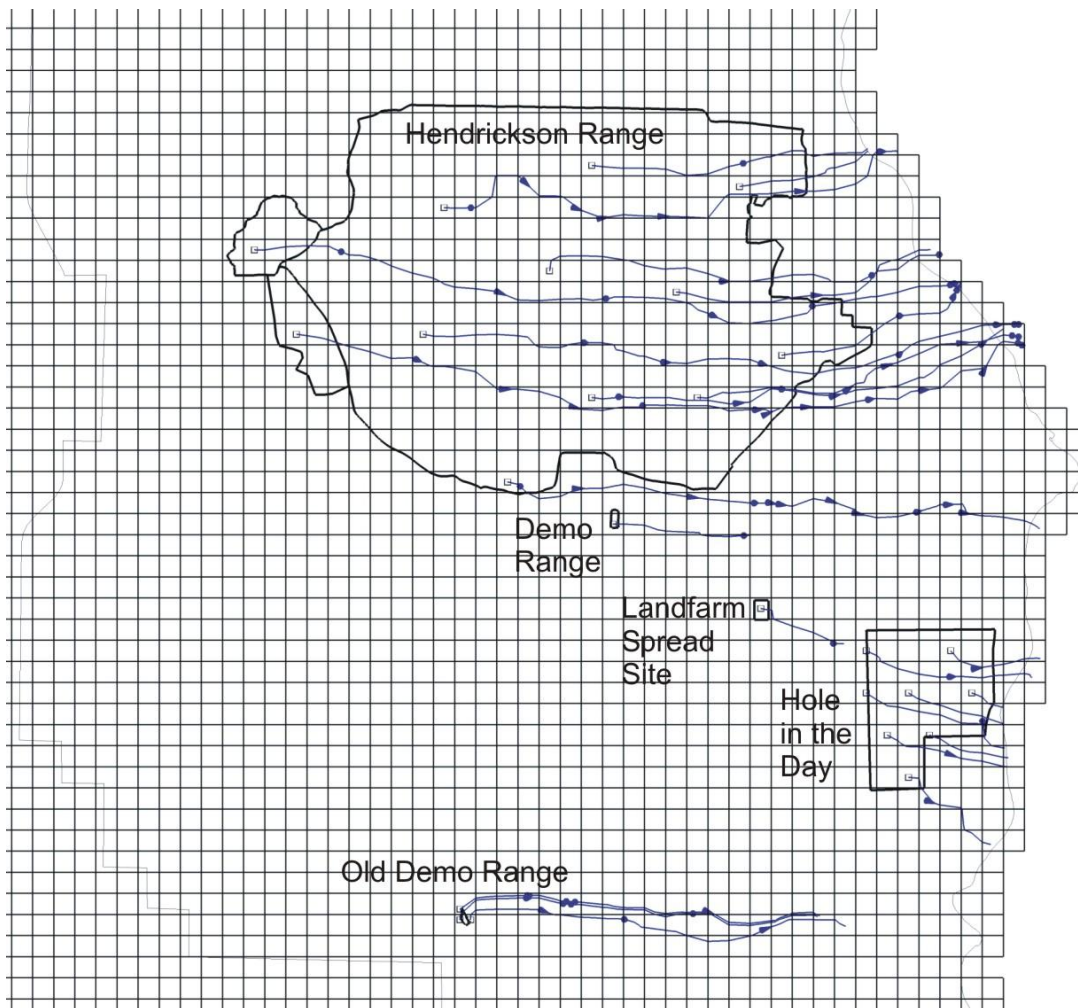 Hendrickson Range
Demo
Range
Landfarm
Spread
Site
Hole
in the
Day
Old Demo Range